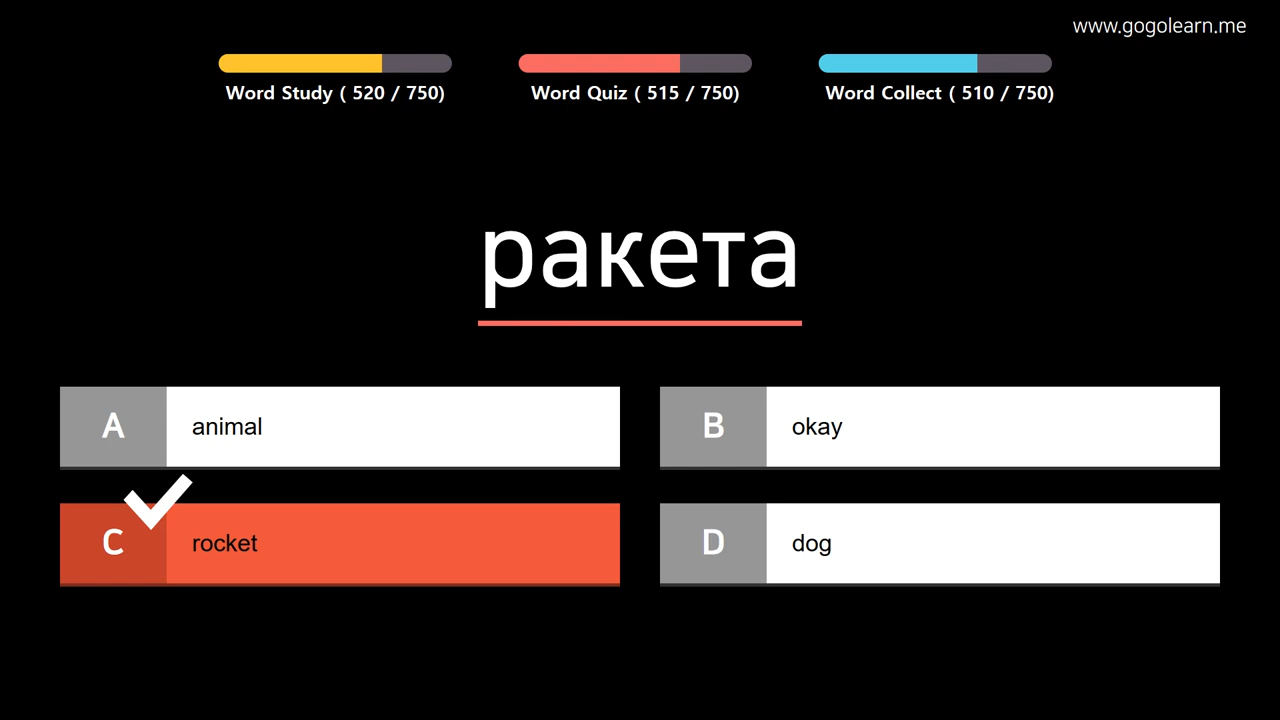 www.gogolearn.me
Word Study ( 520 / 750)
Word Quiz ( 515 / 750)
Word Collect ( 510 / 750)
ракета
A animal
B okay
C rocket
D dog